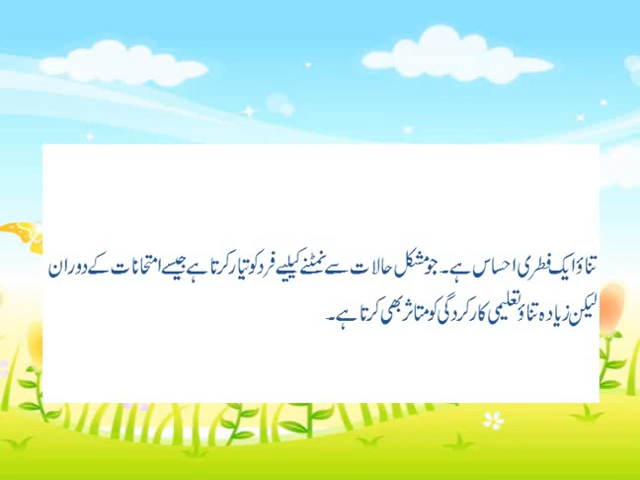 تناؤ ایک فطری احساس ہے۔ جو مشکل حالات سے نمٹنے کیلیے فرد کو تیار کرتا ہے جیسے امتحانات کے دوران
لیکن زیادہ تناؤ تعلیمی کارکردگی کو متاثر بھی کرتا ہے۔